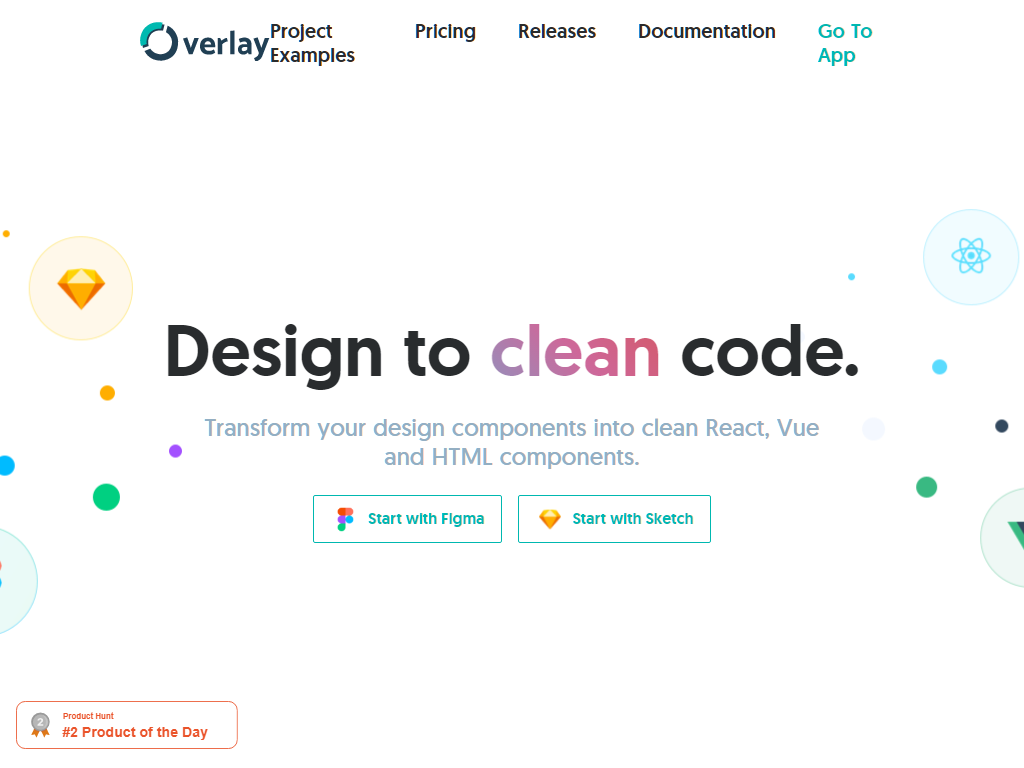 Overlay
Project Examples
Pricing
Releases
Documentation
Go To App
Design to clean code.
Transform your design components into clean React, Vue
and HTML components.
Start with Figma
Start with Sketch
2
Product Hunt
#2 Product of the Day